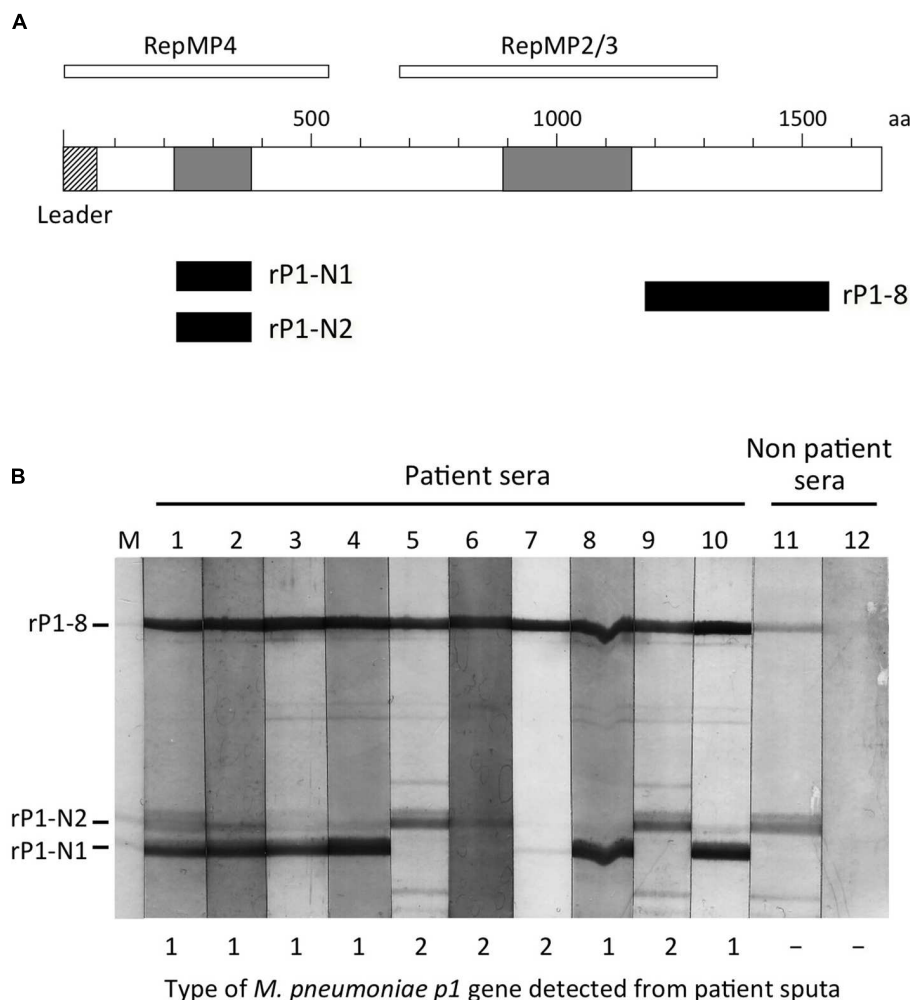 A
RepMP4 RepMP2/3
500 1000 1500 aa
Leader
rP1-N1
rP1-8
rP1-N2
B
Patient sera
Non patient
sera
M 1 2 3 4 5 6 7 8 9 10 11 12
rP1-8
rP1-N2
rP1-N1
1 1 1 1 2 2 2 1 2 1 – –
Type of M. pneumoniae p1 gene detected from patient sputa